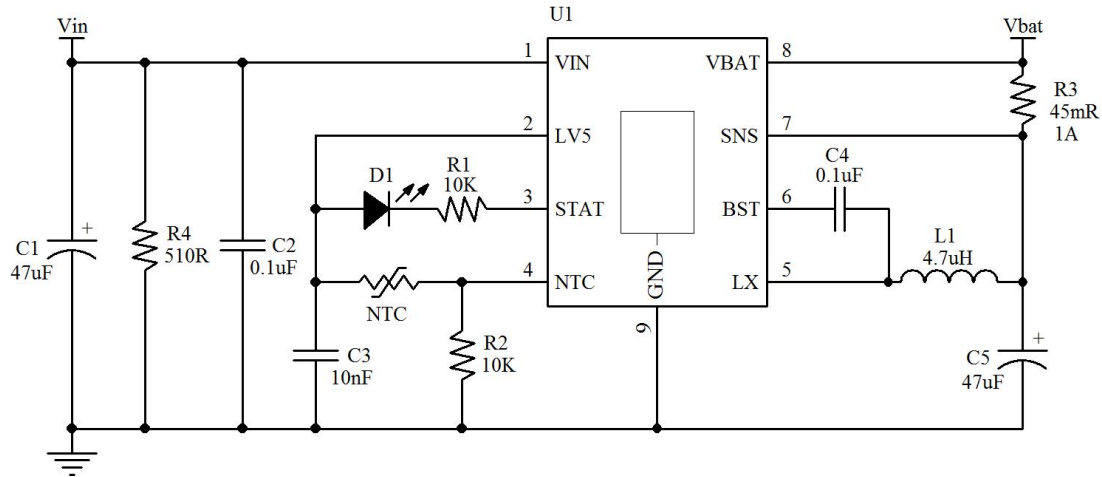 U1
Vin
Vbat
1
VIN
VBAT
8
R3
45mR
1A
2
LV5
SNS
7
C4
0.1uF
D1
R1
10K
3
STAT
BST
6
R4
510R
C1
+
47uF
C2
0.1uF
L1
4.7uH
4
NTC
GND
LX
5
NTC
9
R2
10K
C3
10nF
C5
+
47uF